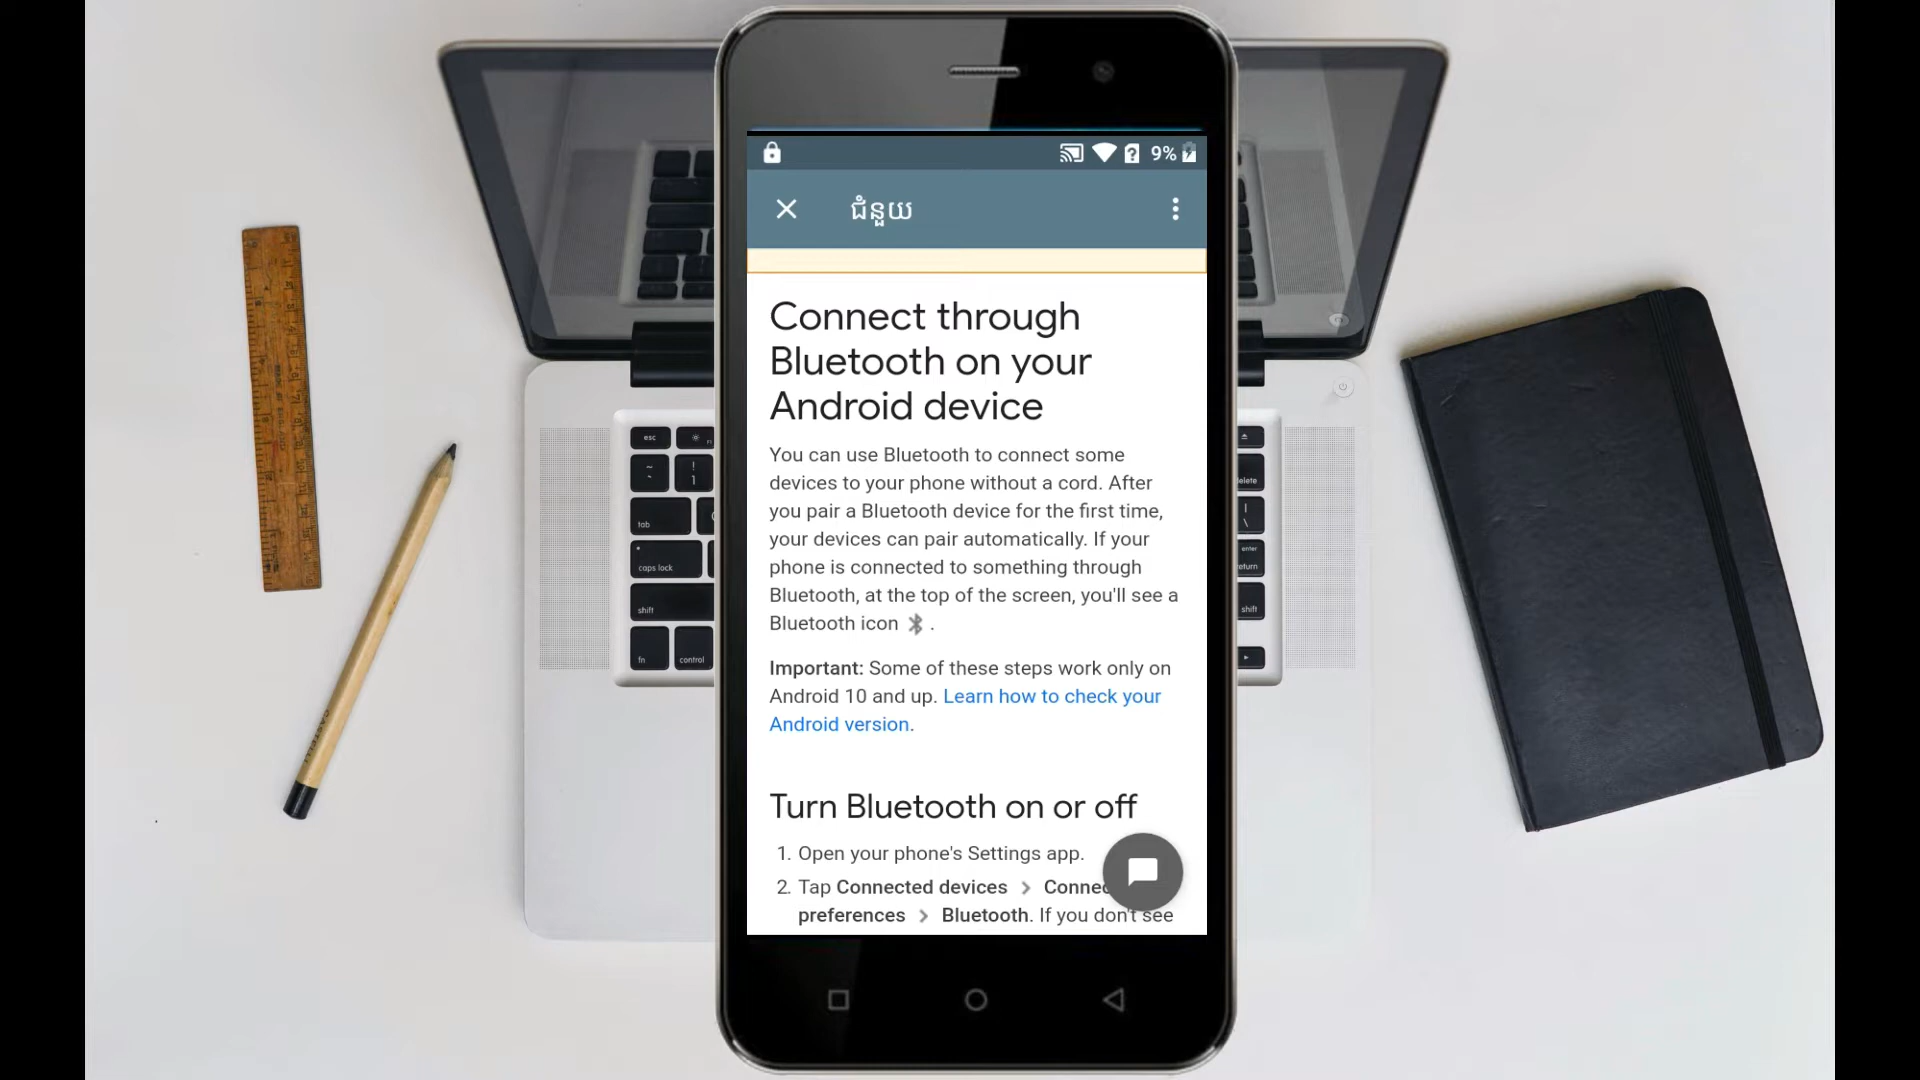 9%
ជំនួយ
Connect through
Bluetooth on your
Android device
You can use Bluetooth to connect some
devices to your phone without a cord. After
you pair a Bluetooth device for the first time,
your devices can pair automatically. If your
phone is connected to something through
Bluetooth, at the top of the screen, you'll see a
Bluetooth icon .
Important: Some of these steps work only on
Android 10 and up. Learn how to check your
Android version.
Turn Bluetooth on or off
1. Open your phone's Settings app.
2. Tap Connected devices > Connec
preferences > Bluetooth. If you don't see
esc
tab
caps lock
shift
fn
control
enter
shift